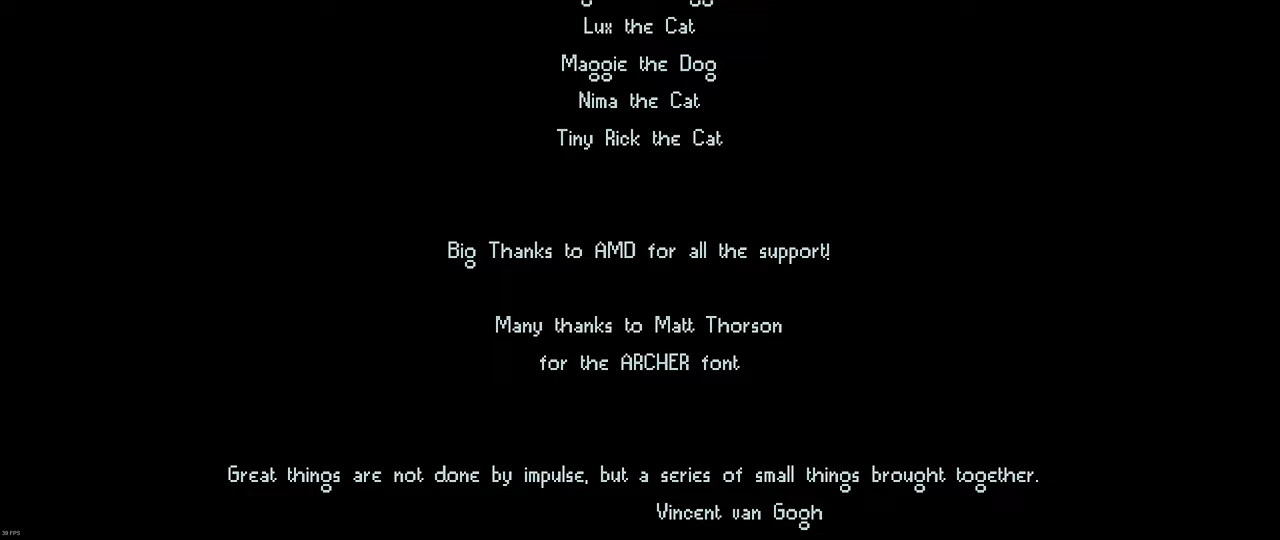 Lux the Cat
Maggie the Dog
Nima the Cat
Tiny Rick the Cat
Big Thanks to AMD for all the support!
Many thanks to Matt Thorson
for the ARCHER font
Great things are not done by impulse, but a series of small things brought together.
Vincent van Gogh
39 FPS